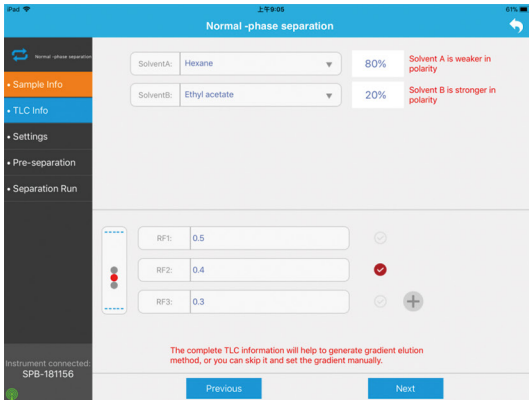 iPad 上午9:05 61%
Normal -phase separation
Normal -phase separation
• Sample Info
• TLC Info
• Settings
• Pre-separation
• Separation Run
Instrument connected:
SPB-181156
SolventA: Hexane ▼ 80% Solvent A is weaker in
polarity
SolventB: Ethyl acetate ▼ 20% Solvent B is stronger in
polarity
RF1: 0.5
RF2: 0.4
RF3: 0.3
The complete TLC information will help to generate gradient elution
method, or you can skip it and set the gradient manually.
Previous Next